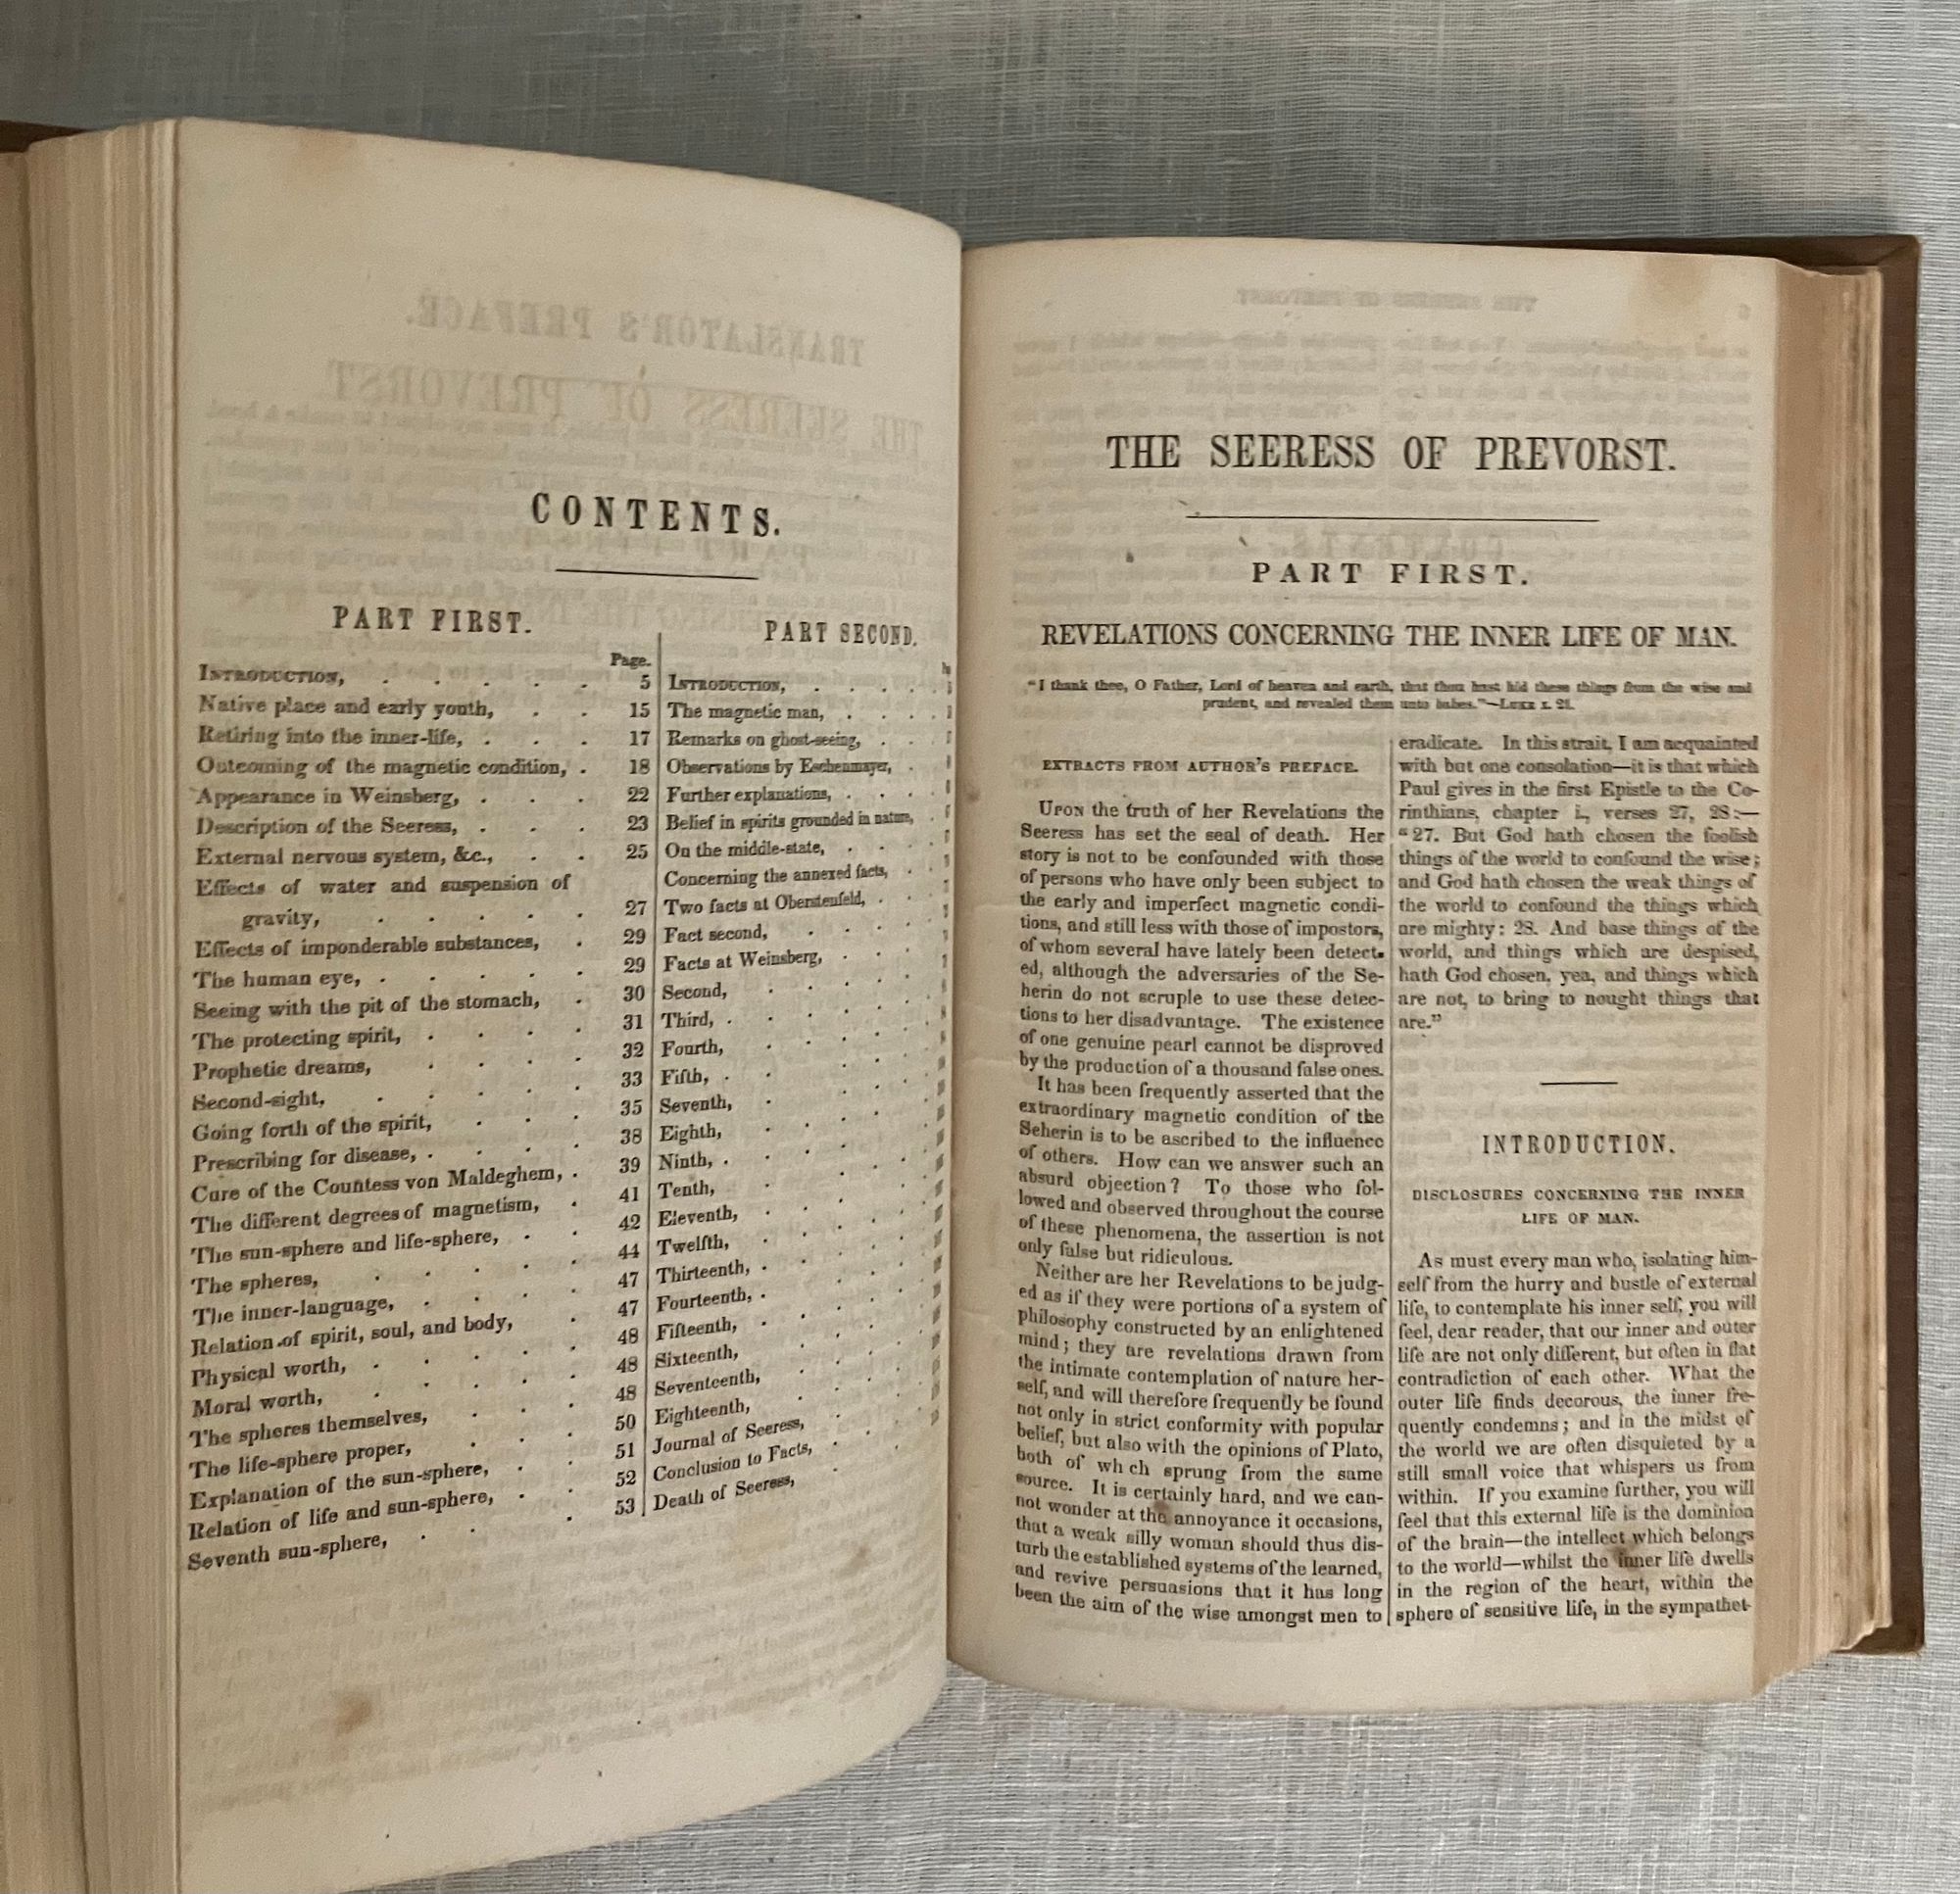 CONTENTS.
PART FIRST.
Page.
INTRODUCTION, . . . . . 5
Native place and early youth, . . 15
Retiring into the inner-life, . . . 17
Outcoming of the magnetic condition, . 18
Appearance in Weinsberg, . . . 22
Description of the Seeress, . . . 23
External nervous system, &c., . . 25
Effects of water and suspension of
gravity, . . . . . 27
Effects of imponderable substances, . 29
The human eye, . . . . . 29
Seeing with the pit of the stomach, . 30
The protecting spirit, . . . . 31
Prophetic dreams, . . . . 32
Second-sight, . . . . . 33
Going forth of the spirit, . . . 35
Prescribing for disease, . . . . 38
Cure of the Countess von Maldeghem, . 39
The different degrees of magnetism, . 41
The sun-sphere and life-sphere, . . 42
The spheres, . . . . . 44
The inner-language, . . . . 47
Relation of spirit, soul, and body, . 47
Physical worth, . . . . 48
Moral worth, . . . . 48
The spheres themselves, . . . 48
The life-sphere proper, . . . 50
Explanation of the sun-sphere, . . 51
Relation of life and sun-sphere, . . 52
Seventh sun-sphere, . . . 53
PART SECOND.
INTRODUCTION, . . . .
The magnetic man, . . . .
Remarks on ghost-seeing, . . .
Observations by Eschenmayer, .
Further explanations, . . . .
Belief in spirits grounded in nature, .
On the middle-state, . . . .
Concerning the annexed facts, . .
Two facts at Oberstenfeld, . . .
Fact second, . . . .
Facts at Weinsberg, . . .
Second, . . . .
Third, . . . . .
Fourth, . . . .
Fifth, . . . . .
Seventh, . . . .
Eighth, . . . .
Ninth, . . . . .
Tenth, . . . .
Eleventh, . . . .
Twelfth, . . . .
Thirteenth, . . . .
Fourteenth, . . . .
Fifteenth, . . . .
Sixteenth, . . .
Seventeenth, . . .
Eighteenth, . . .
Journal of Seeress, . . .
Conclusion to Facts, . .
Death of Seeress, .
THE SEERESS OF PREVORST.
PART FIRST.
REVELATIONS CONCERNING THE INNER LIFE OF MAN.
"I thank thee, O Father, Lord of heaven and earth, that thou hast hid these things from the wise and
prudent, and revealed them unto babes."—LUKE x. 21.
EXTRACTS FROM AUTHOR'S PREFACE.
UPON the truth of her Revelations the
Seeress has set the seal of death. Her
story is not to be confounded with those
of persons who have only been subject to
the early and imperfect magnetic condi-
tions, and still less with those of impostors,
of whom several have lately been detect-
ed, although the adversaries of the Se-
herin do not scruple to use these detec-
tions to her disadvantage. The existence
of one genuine pearl cannot be disproved
by the production of a thousand false ones.
It has been frequently asserted that the
extraordinary magnetic condition of the
Seherin is to be ascribed to the influence
of others. How can we answer such an
absurd objection? To those who fol-
lowed and observed throughout the course
of these phenomena, the assertion is not
only false but ridiculous.
Neither are her Revelations to be judg-
ed as if they were portions of a system of
philosophy constructed by an enlightened
mind; they are revelations drawn from
the intimate contemplation of nature her-
self, and will therefore frequently be found
not only in strict conformity with popular
belief, but also with the opinions of Plato,
both of wh ch sprung from the same
source. It is certainly hard, and we can-
not wonder at the annoyance it occasions,
that a weak silly woman should thus dis-
turb the established systems of the learned,
and revive persuasions that it has long
been the aim of the wise amongst men to
eradicate. In this strait, I am acquainted
with but one consolation—it is that which
Paul gives in the first Epistle to the Co-
rinthians, chapter i., verses 27, 28:—
"27. But God hath chosen the foolish
things of the world to confound the wise;
and God hath chosen the weak things of
the world to confound the things which
are mighty: 28. And base things of the
world, and things which are despised,
hath God chosen, yea, and things which
are not, to bring to nought things that
are."
INTRODUCTION.
DISCLOSURES CONCERNING THE INNER
LIFE OF MAN.
As must every man who, isolating him-
self from the hurry and bustle of external
life, to contemplate his inner self, you will
feel, dear reader, that our inner and outer
life are not only different, but often in flat
contradiction of each other. What the
outer life finds decorous, the inner fre-
quently condemns; and in the midst of
the world we are often disquieted by a
still small voice that whispers us from
within. If you examine further, you will
feel that this external life is the dominion
of the brain—the intellect which belongs
to the world—whilst the inner life dwells
in the region of the heart, within the
sphere of sensitive life, in the sympathet-